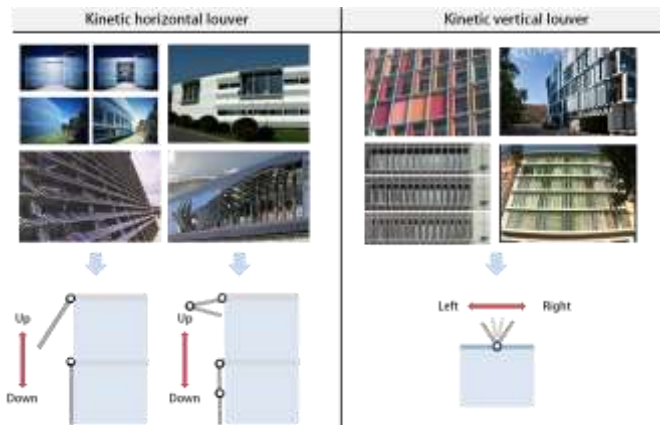 Kinetic horizontal louver
Kinetic vertical louver
Up
Down
Up
Down
Left
Right